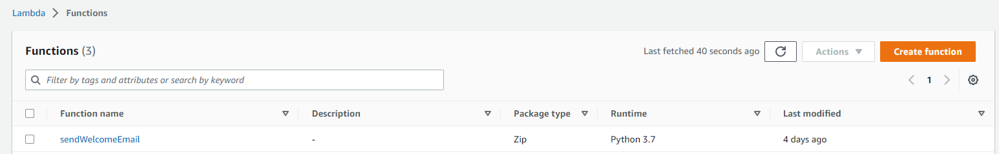 Lambda > Functions
Functions (3)
Last fetched 40 seconds ago
Actions ▼
Create function
Filter by tags and attributes or search by keyword
< 1 >
Function name Description Package type Runtime Last modified
sendWelcomeEmail - Zip Python 3.7 4 days ago